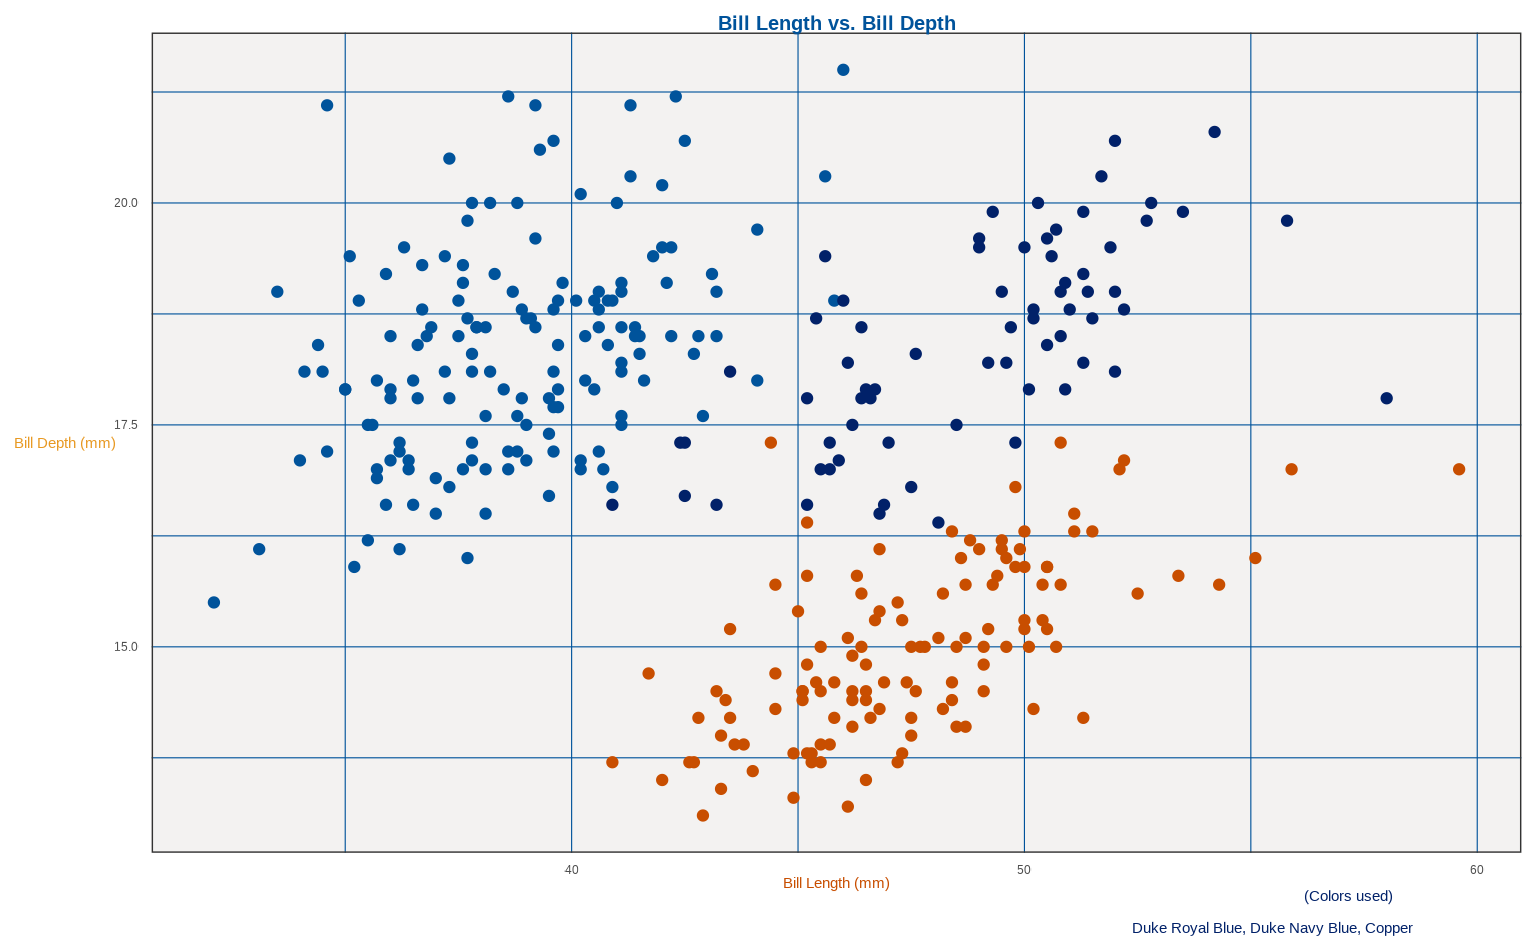 Bill Length vs. Bill Depth
20.0
17.5
Bill Depth (mm)
15.0
40
50
60
Bill Length (mm)
(Colors used)
Duke Royal Blue, Duke Navy Blue, Copper